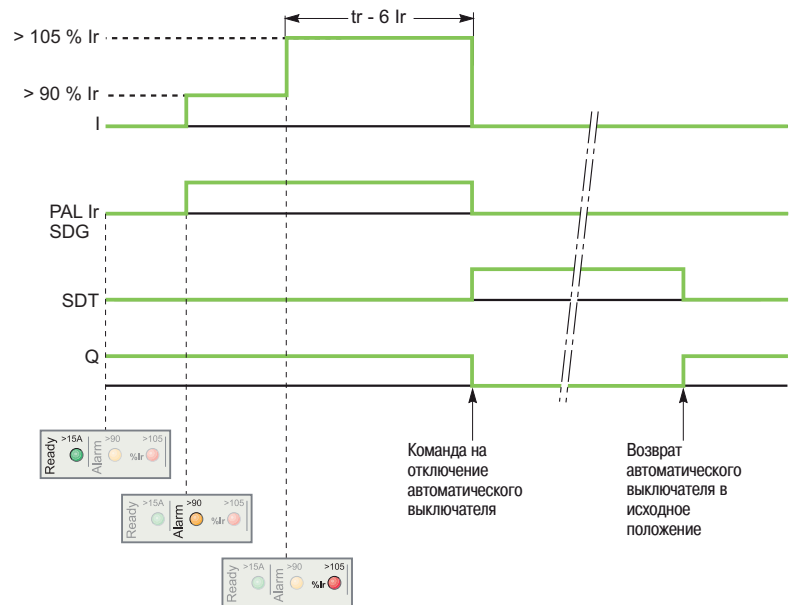 tr - 6 Ir
> 105 % Ir
> 90 % Ir
I
PAL Ir
SDG
SDT
Q
Ready
>15A
Alarm
>90
%Ir
>105
Ready
>15A
Alarm
>90
%Ir
>105
Ready
>15A
Alarm
>90
%Ir
>105
Команда на
отключение
автоматического
выключателя
Возврат
автоматического
выключателя в
исходное
положение